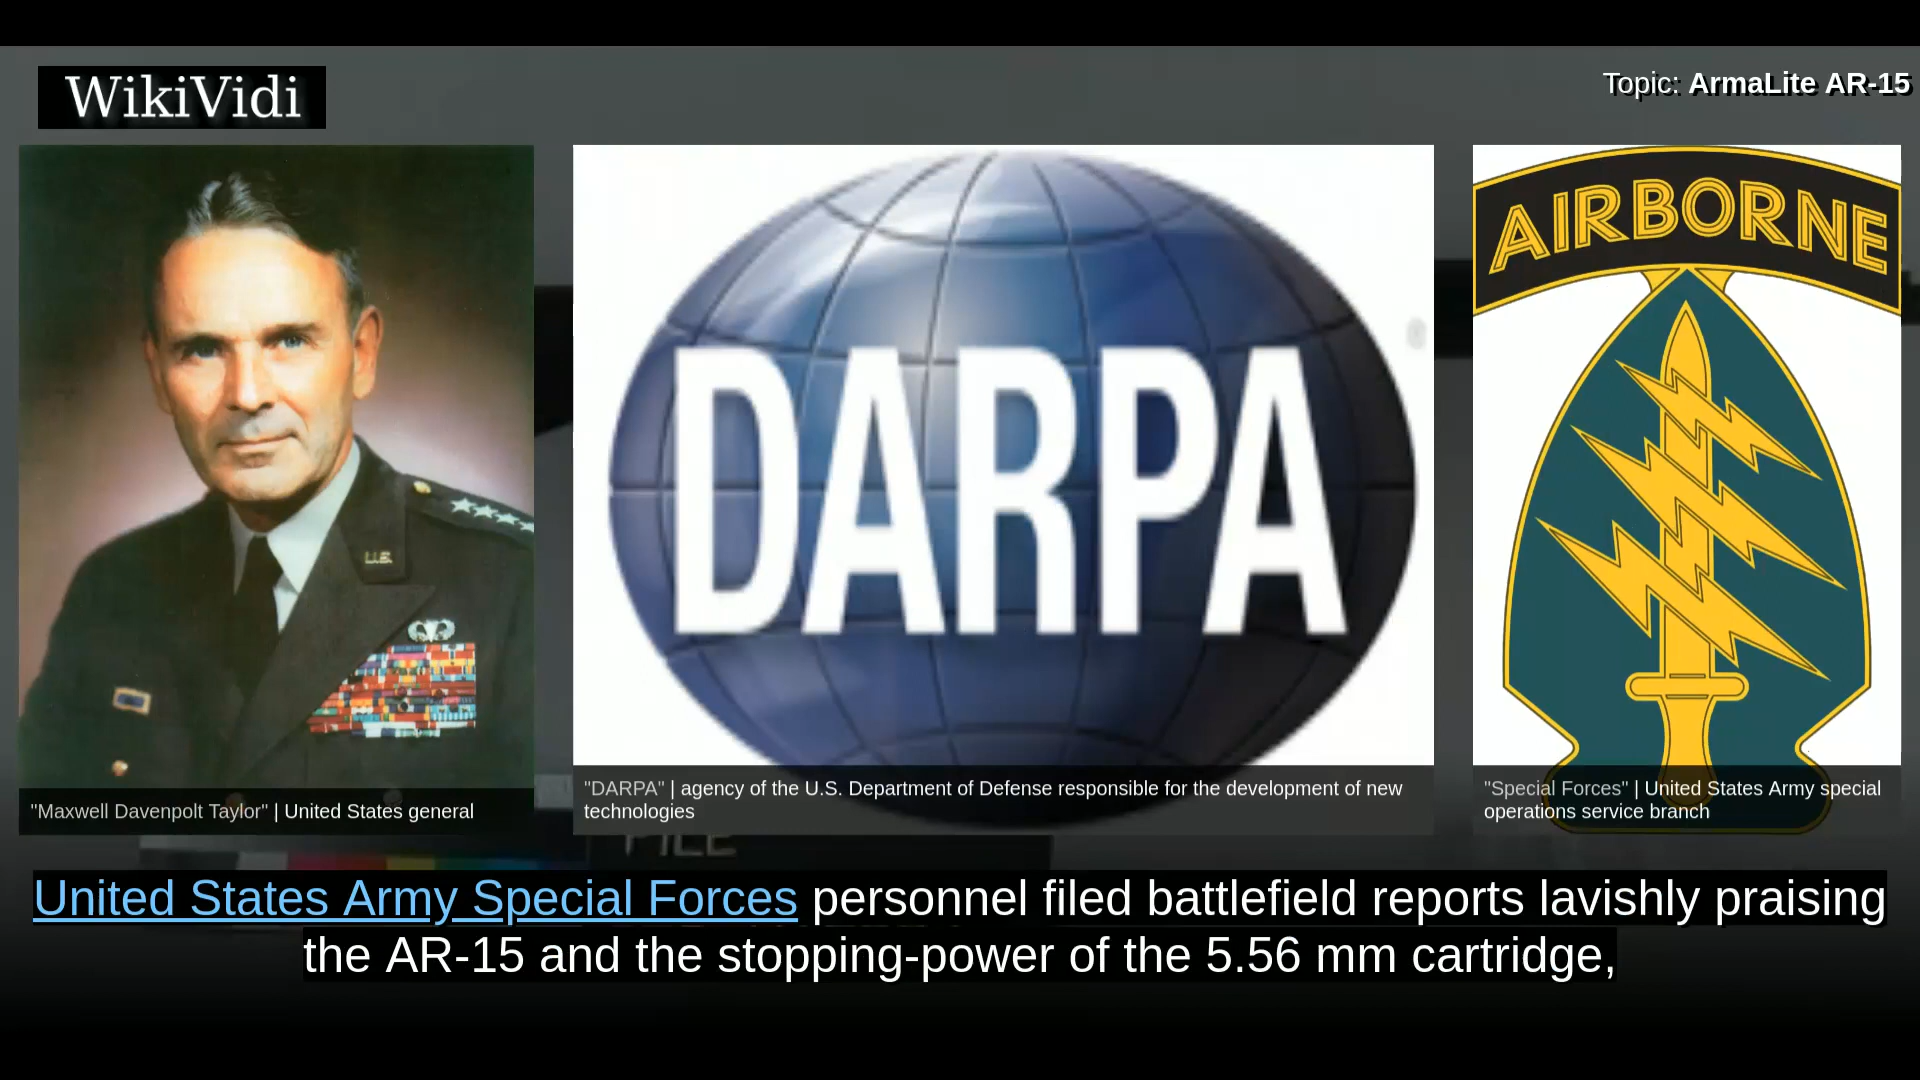 WikiVidi
Topic: ArmaLite AR-15
U.S.
DARPA
AIRBORNE
"Maxwell Davenpolt Taylor" | United States general
"DARPA" | agency of the U.S. Department of Defense responsible for the development of new
technologies
"Special Forces" | United States Army special
operations service branch
United States Army Special Forces personnel filed battlefield reports lavishly praising
the AR-15 and the stopping-power of the 5.56 mm cartridge,